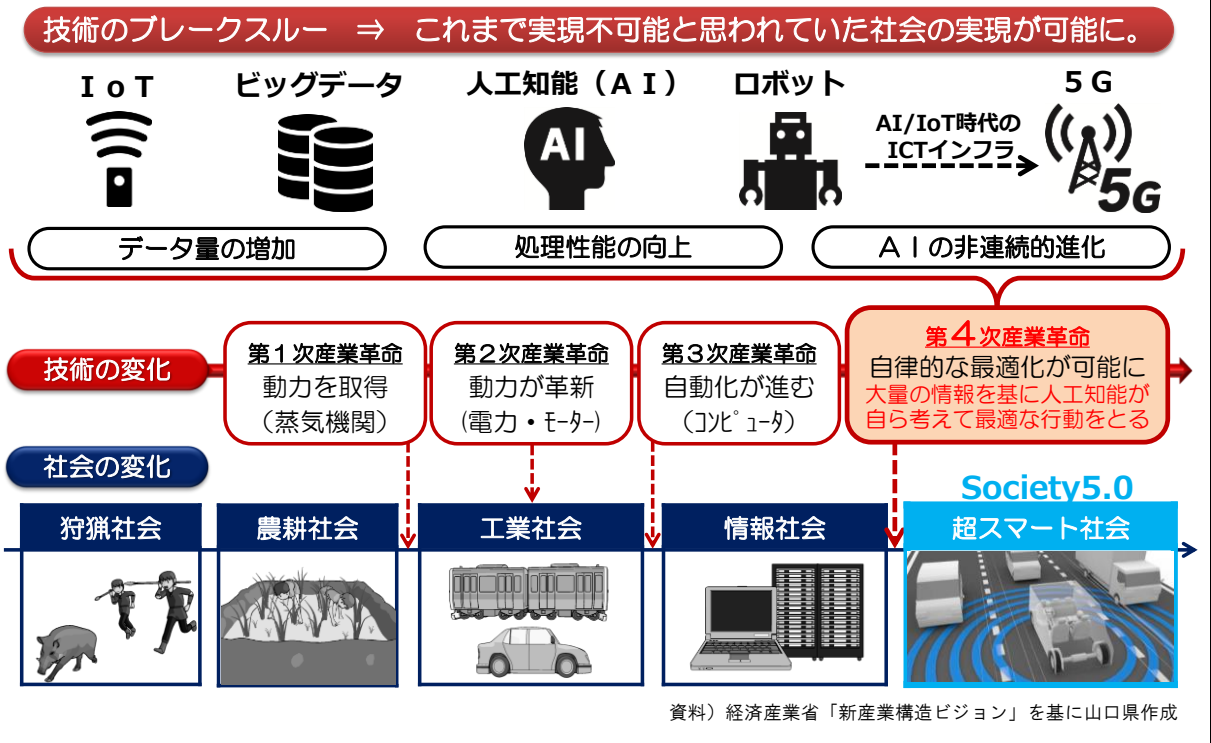 技術のブレークスルー ⇒ これまで実現不可能と思われていた社会の実現が可能に。
IoT
ビッグデータ
人工知能（AI）
ロボット
5G
AI/IoT時代の
ICTインフラ
AI
5G
データ量の増加
処理性能の向上
AIの非連続的進化
技術の変化
第1次産業革命
動力を取得
（蒸気機関）
第2次産業革命
動力が革新
(電力・ﾓｰﾀｰ)
第3次産業革命
自動化が進む
（ｺﾝﾋﾟｭｰﾀ）
第4次産業革命
自律的な最適化が可能に
大量の情報を基に人工知能が
自ら考えて最適な行動をとる
社会の変化
狩猟社会
農耕社会
工業社会
情報社会
Society5.0
超スマート社会
資料）経済産業省「新産業構造ビジョン」を基に山口県作成